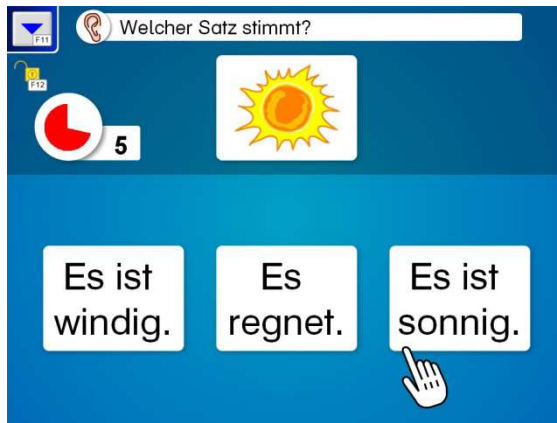 F11
Welcher Satz stimmt?
F12
5
Es ist
windig.
Es
regnet.
Es ist
sonnig.